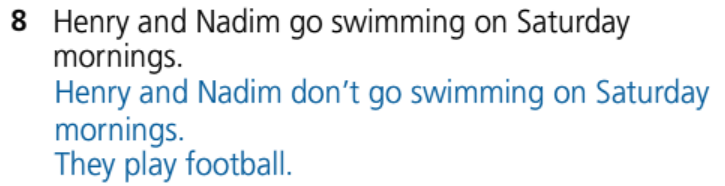 8 Henry and Nadim go swimming on Saturday
mornings.
Henry and Nadim don't go swimming on Saturday
mornings.
They play football.